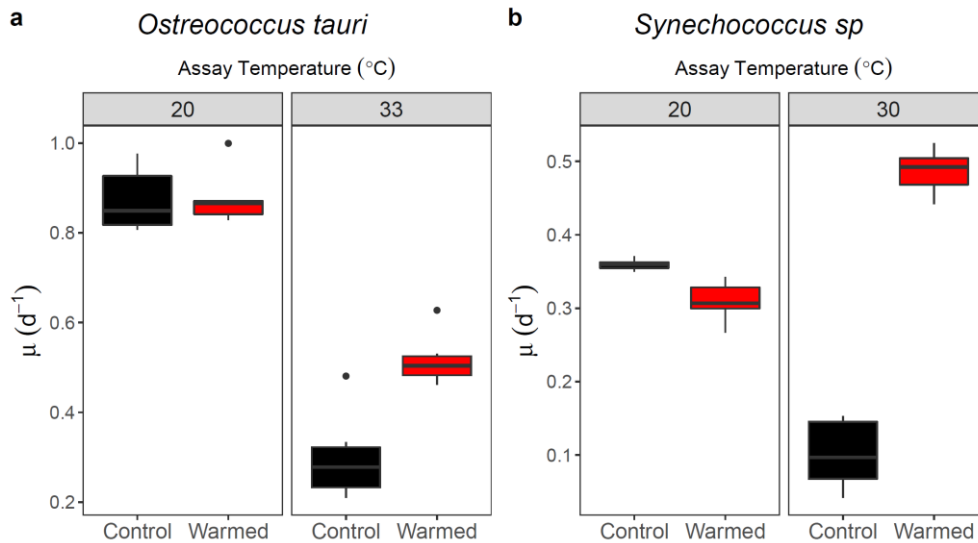 a Ostreococcus tauri
Assay Temperature (°C)
20 33
1.0
0.8
0.6
0.4
0.2
μ (d⁻¹)
Control Warmed Control Warmed
b Synechococcus sp
Assay Temperature (°C)
20 30
0.5
0.4
0.3
0.2
0.1
μ (d⁻¹)
Control Warmed Control Warmed